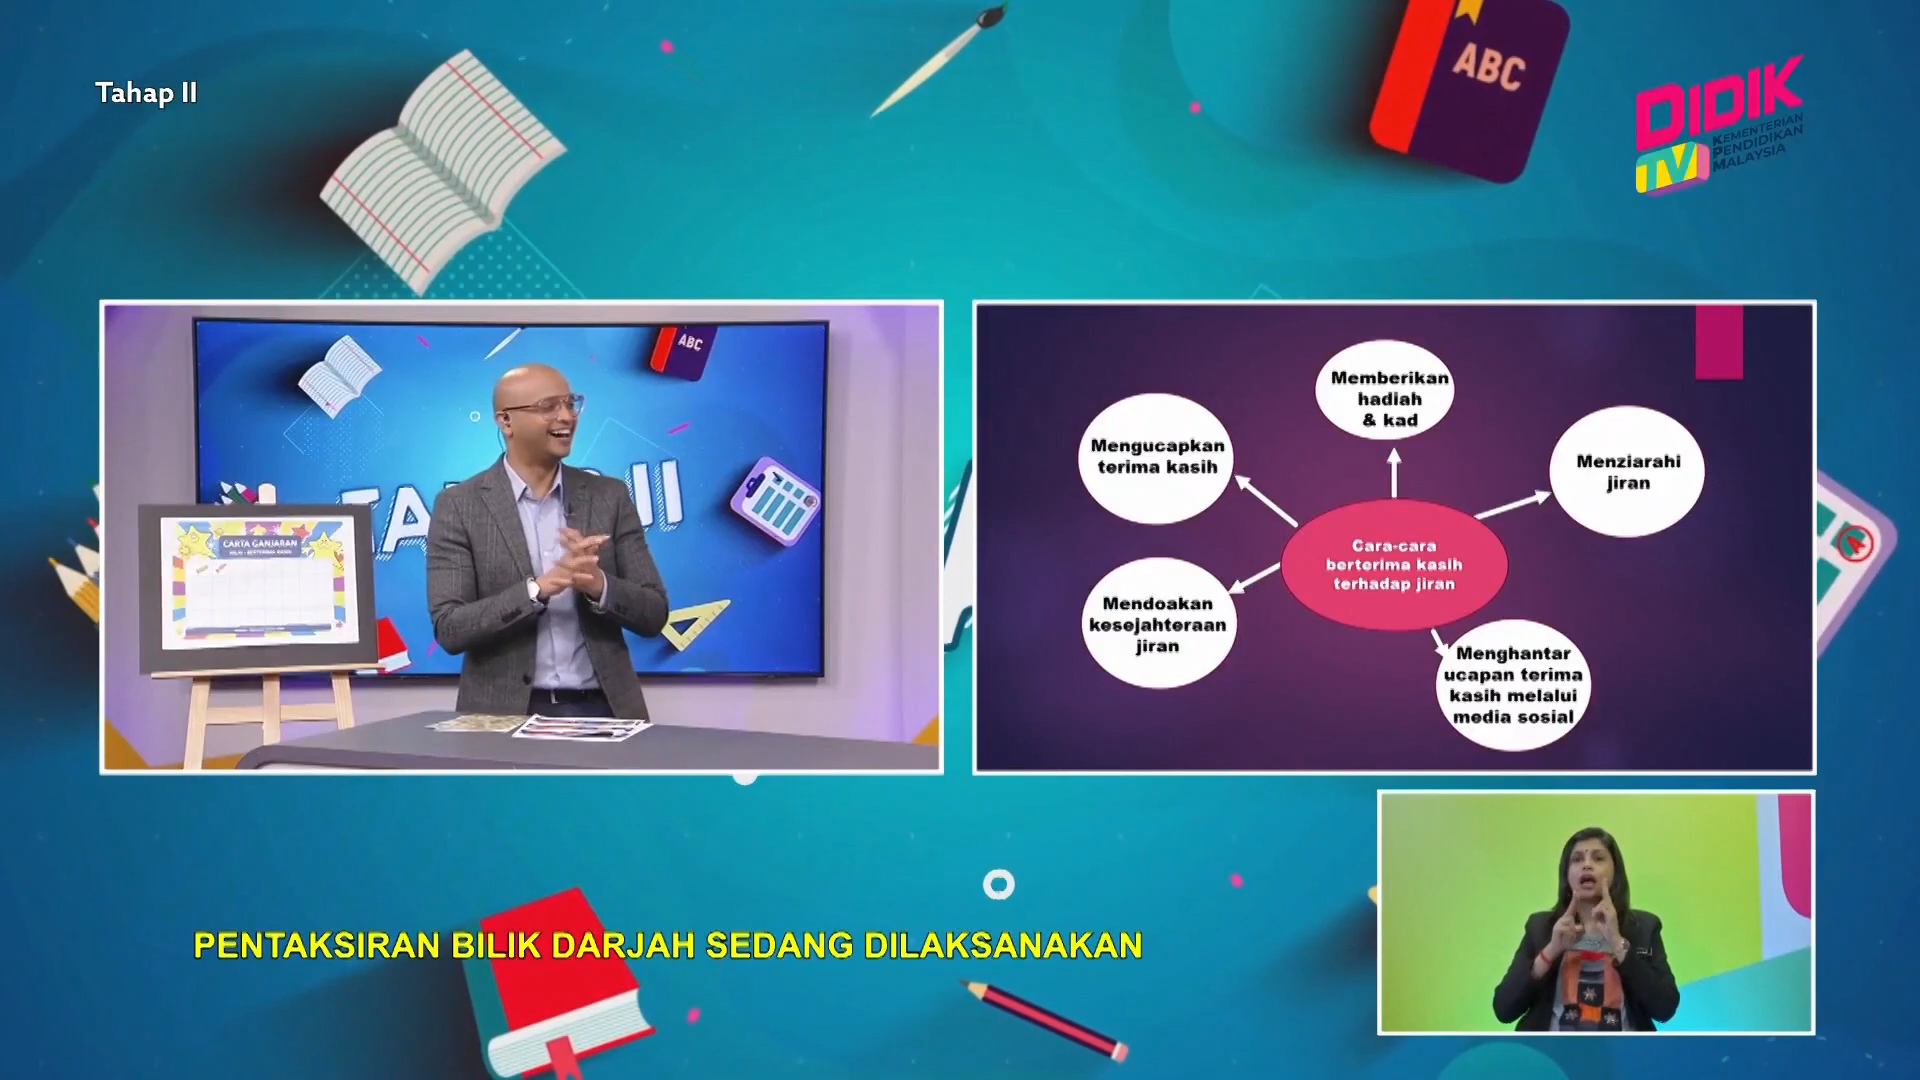 Tahap II
ABC
DIDIK
TV
KEMENTERIAN
PENDIDIKAN
MALAYSIA
ABC
II
CARTA GANJARAN
Memberikan
hadiah
& kad
Mengucapkan
terima kasih
Menziarahi
jiran
Cara-cara
berterima kasih
terhadap jiran
Mendoakan
kesejahteraan
jiran
Menghantar
ucapan terima
kasih melalui
media sosial
PENTAKSIRAN BILIK DARJAH SEDANG DILAKSANAKAN